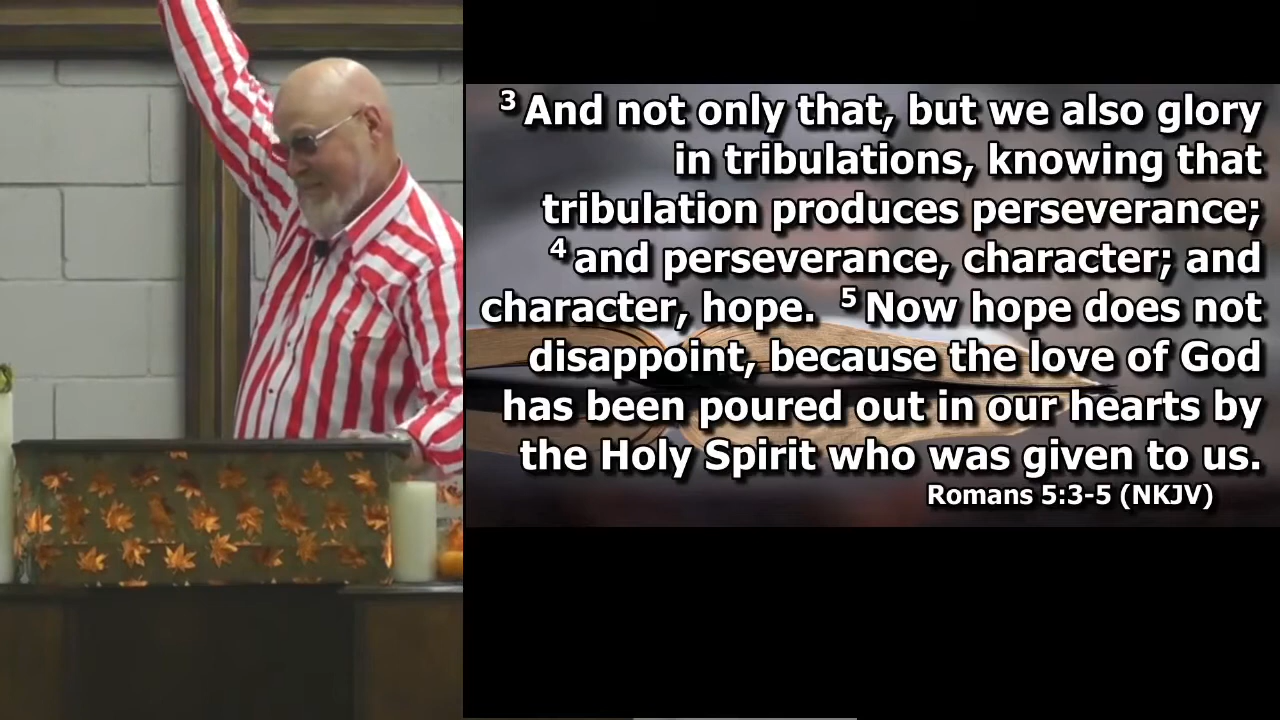 3 And not only that, but we also glory
in tribulations, knowing that
tribulation produces perseverance;
4 and perseverance, character; and
character, hope. 5 Now hope does not
disappoint, because the love of God
has been poured out in our hearts by
the Holy Spirit who was given to us.
Romans 5:3-5 (NKJV)